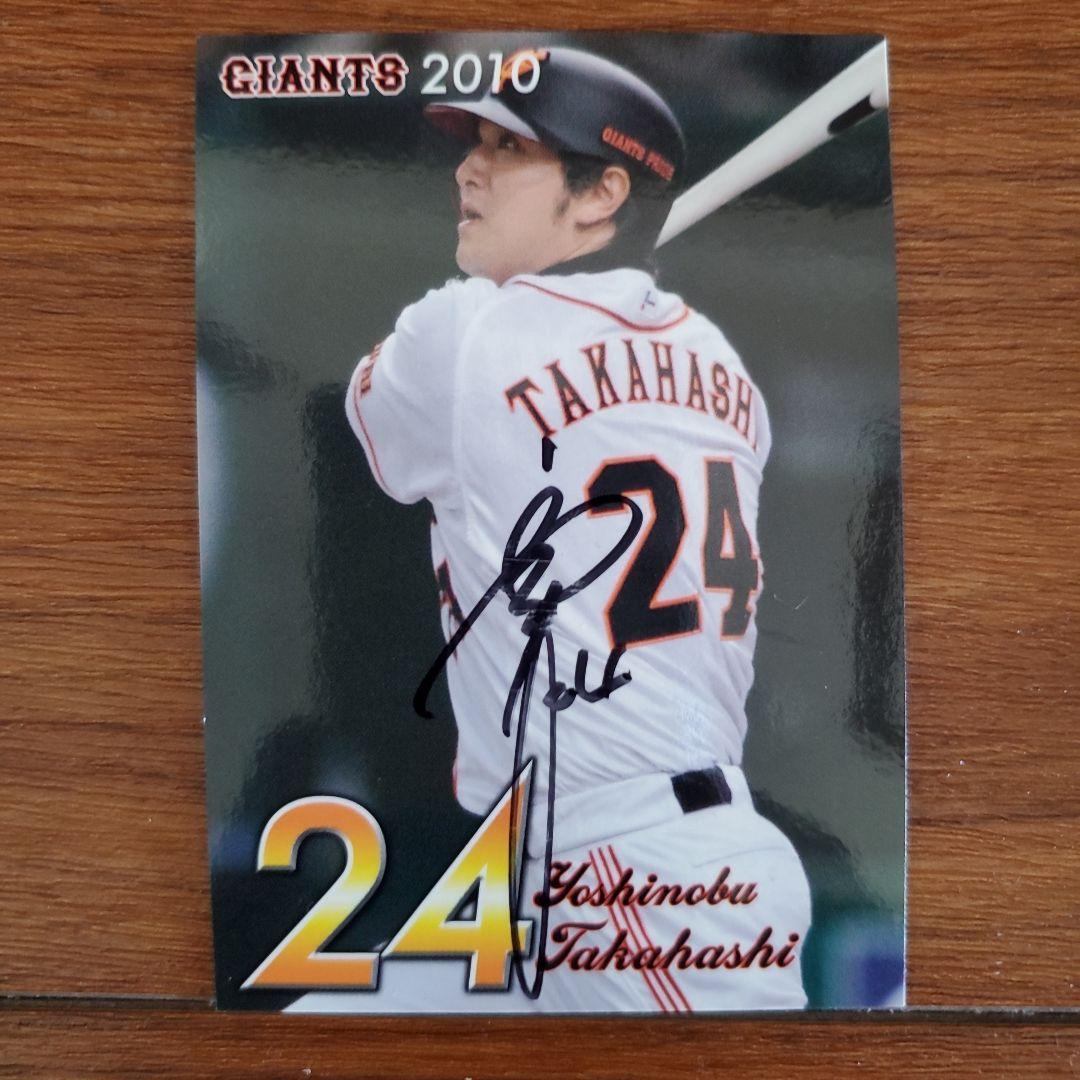 GIANTS 2010
GIANTS PRIDE
TAKAHASHI
24
24
Yoshinobu
Takahashi